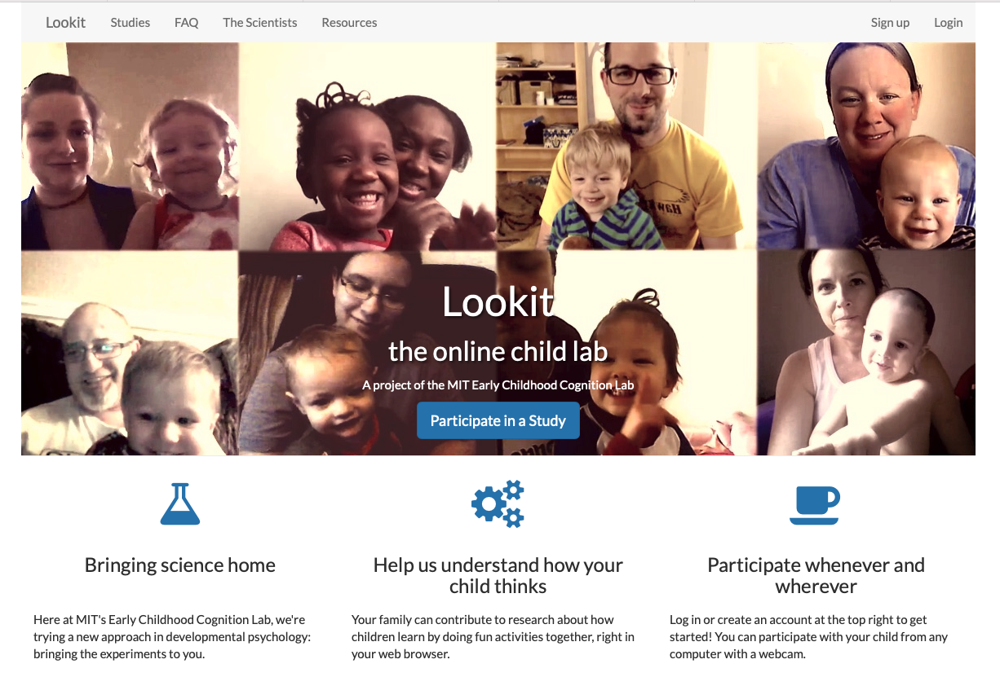 Lookit Studies FAQ The Scientists Resources Sign up Login
HAWA
Lookit
the online child lab
A project of the MIT Early Childhood Cognition Lab
Participate in a Study
Bringing science home
Here at MIT's Early Childhood Cognition Lab, we're
trying a new approach in developmental psychology:
bringing the experiments to you.
Help us understand how your
child thinks
Your family can contribute to research about how
children learn by doing fun activities together, right in
your web browser.
Participate whenever and
wherever
Log in or create an account at the top right to get
started! You can participate with your child from any
computer with a webcam.